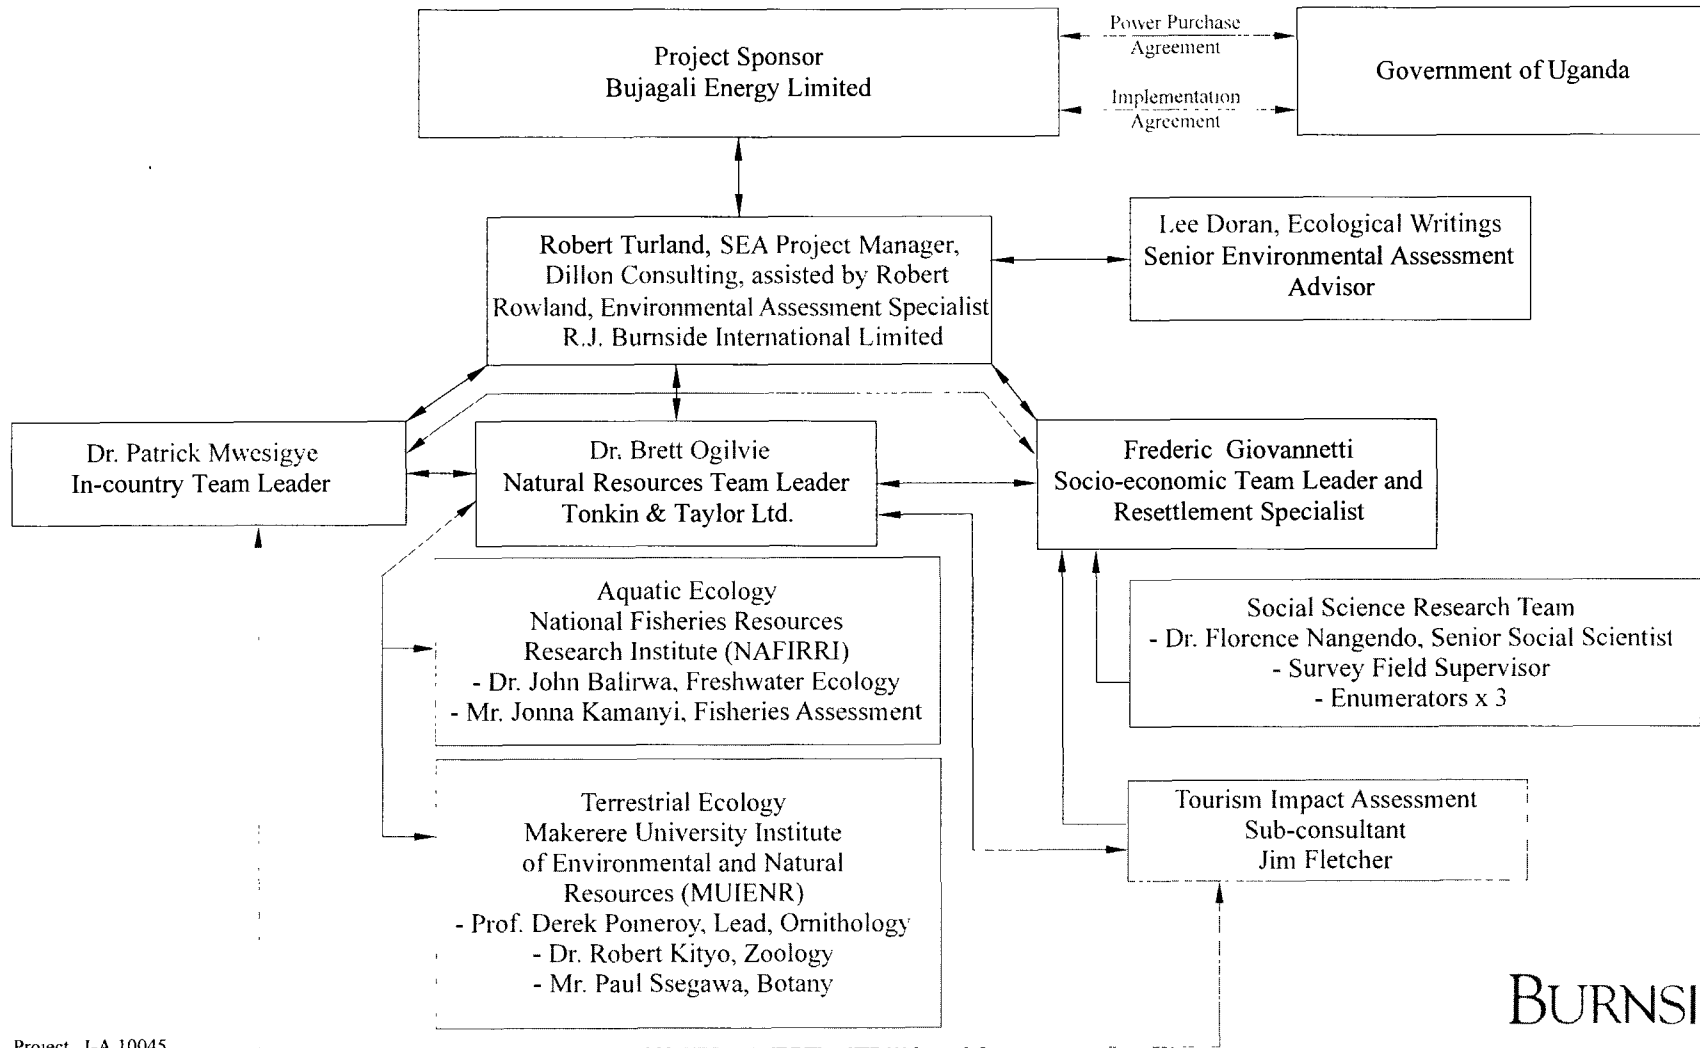 Project Sponsor
Bujagali Energy Limited
Power Purchase
Agreement
Implementation
Agreement
Government of Uganda
Robert Turland, SEA Project Manager,
Dillon Consulting, assisted by Robert
Rowland, Environmental Assessment Specialist
R.J. Burnside International Limited
Lee Doran, Ecological Writings
Senior Environmental Assessment
Advisor
Dr. Patrick Mwesigye
In-country Team Leader
Dr. Brett Ogilvie
Natural Resources Team Leader
Tonkin & Taylor Ltd.
Frederic Giovannetti
Socio-economic Team Leader and
Resettlement Specialist
Aquatic Ecology
National Fisheries Resources
Research Institute (NAFIRRI)
- Dr. John Balirwa, Freshwater Ecology
- Mr. Jonna Kamanyi, Fisheries Assessment
Social Science Research Team
- Dr. Florence Nangendo, Senior Social Scientist
- Survey Field Supervisor
- Enumerators x 3
Terrestrial Ecology
Makerere University Institute
of Environmental and Natural
Resources (MUIENR)
- Prof. Derek Pomeroy, Lead, Ornithology
- Dr. Robert Kityo, Zoology
- Mr. Paul Ssegawa, Botany
Tourism Impact Assessment
Sub-consultant
Jim Fletcher
BURNSI
Project I-A 10045